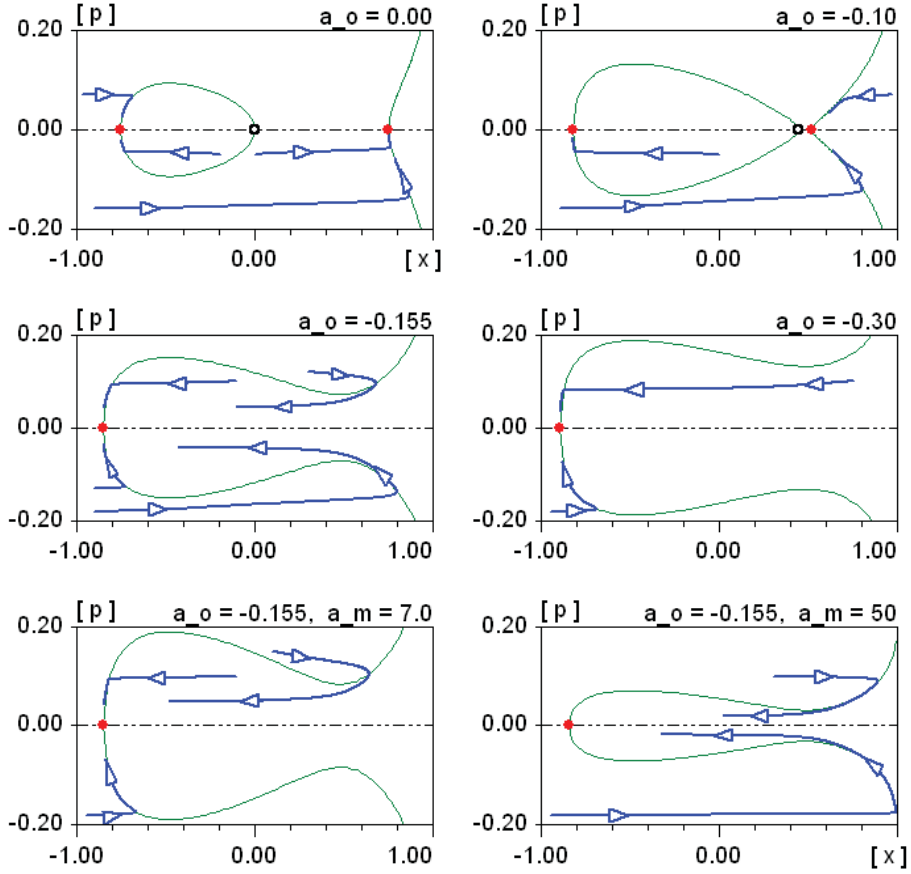 [ p ] a_o = 0.00
0.20
0.00
-0.20
-1.00 0.00 [ x ]
[ p ] a_o = -0.10
0.20
0.00
-0.20
-1.00 0.00 1.00
[ p ] a_o = -0.155
0.20
0.00
-0.20
-1.00 0.00 1.00
[ p ] a_o = -0.30
0.20
0.00
-0.20
-1.00 0.00 1.00
[ p ] a_o = -0.155, a_m = 7.0
0.20
0.00
-0.20
-1.00 0.00 1.00
[ p ] a_o = -0.155, a_m = 50
0.20
0.00
-0.20
-1.00 0.00 [ x ]